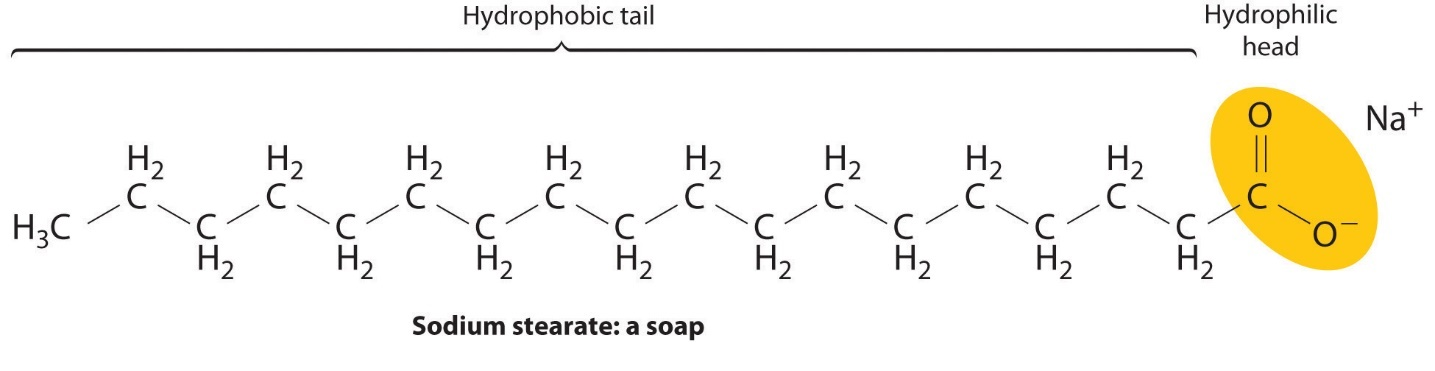 Hydrophobic tail
Hydrophilic
head
O
Na⁺
H₂ H₂ H₂ H₂ H₂ H₂ H₂ H₂
C C C C C C C C C
H₃C C C C C C C C C O⁻
H₂ H₂ H₂ H₂ H₂ H₂ H₂ H₂
Sodium stearate: a soap